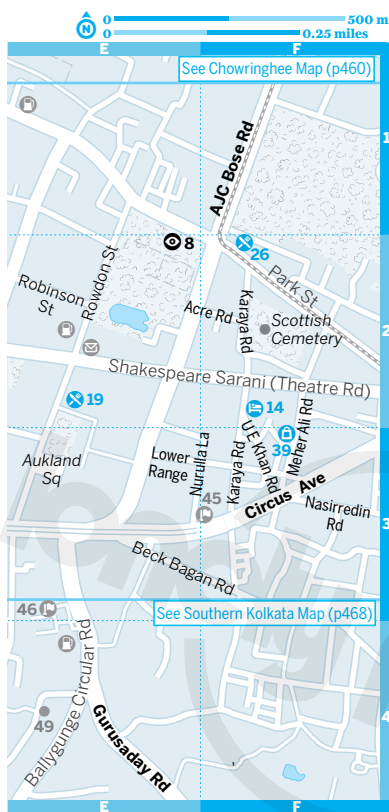 N
0 500 m
0 0.25 miles
E F
See Chowringhee Map (p460)
1
AJC Bose Rd
8
26
Rowdon St
Robinson
St
Park St
Acre Rd
Karaya Rd
Scottish
Cemetery
2
Shakespeare Sarani (Theatre Rd)
19
14
U E Khan Rd
Meher Ali Rd
39
Aukland
Sq
Lower
Range
Nurulla La
Karaya Rd
45
Circus Ave
Nasirredin
Rd
3
Beck Bagan Rd
46
See Southern Kolkata Map (p468)
Ballygunge Circular Rd
49
Gurusaday Rd
4
1
E F
lonely